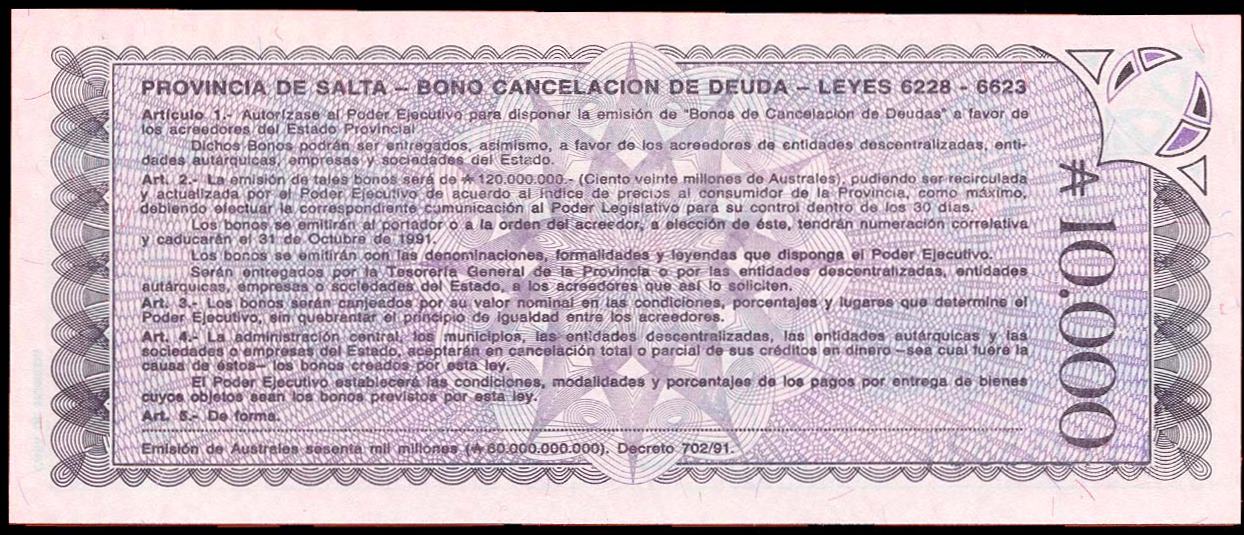 PROVINCIA DE SALTA – BONO CANCELACION DE DEUDA – LEYES 6228 - 6623
Artículo 1.- Autorízase al Poder Ejecutivo para disponer la emisión de "Bonos de Cancelación de Deudas" a favor de
los acreedores del Estado Provincial
Dichos Bonos podrán ser entregados, asimismo, a favor de los acreedores de entidades descentralizadas, enti-
dades autárquicas, empresas y sociedades del Estado.
Art. 2.- La emisión de tales bonos será de ₳ 120.000.000.- (Ciento veinte millones de Australes), pudiendo ser recirculada
y actualizada por el Poder Ejecutivo de acuerdo al índice de precios al consumidor de la Provincia, como máximo,
debiendo efectuar la correspondiente comunicación al Poder Legislativo para su control dentro de los 30 días.
Los bonos se emitirán al portador o a la orden del acreedor, a elección de éste, tendrán numeración correlativa
y caducarán el 31 de Octubre de 1991.
Los bonos se emitirán con las denominaciones, formalidades y leyendas que disponga el Poder Ejecutivo.
Serán entregados por la Tesorería General de la Provincia o por las entidades descentralizadas, entidades
autárquicas, empresas o sociedades del Estado, a los acreedores que así lo soliciten.
Art. 3.- Los bonos serán canjeados por su valor nominal en las condiciones, porcentajes y lugares que determine el
Poder Ejecutivo, sin quebrantar el principio de igualdad entre los acreedores.
Art. 4.- La administración central, los municipios, las entidades descentralizadas, las entidades autárquicas y las
sociedades o empresas del Estado, aceptarán en cancelación total o parcial de sus créditos en dinero –sea cual fuere la
causa de éstos– los bonos creados por esta ley.
El Poder Ejecutivo establecerá las condiciones, modalidades y porcentajes de los pagos por entrega de bienes
cuyos objetos sean los bonos previstos por esta ley.
Art. 5.- De forma.
Emisión de Australes sesenta mil millones (₳ 60.000.000.000). Decreto 702/91.
₳ 10.000